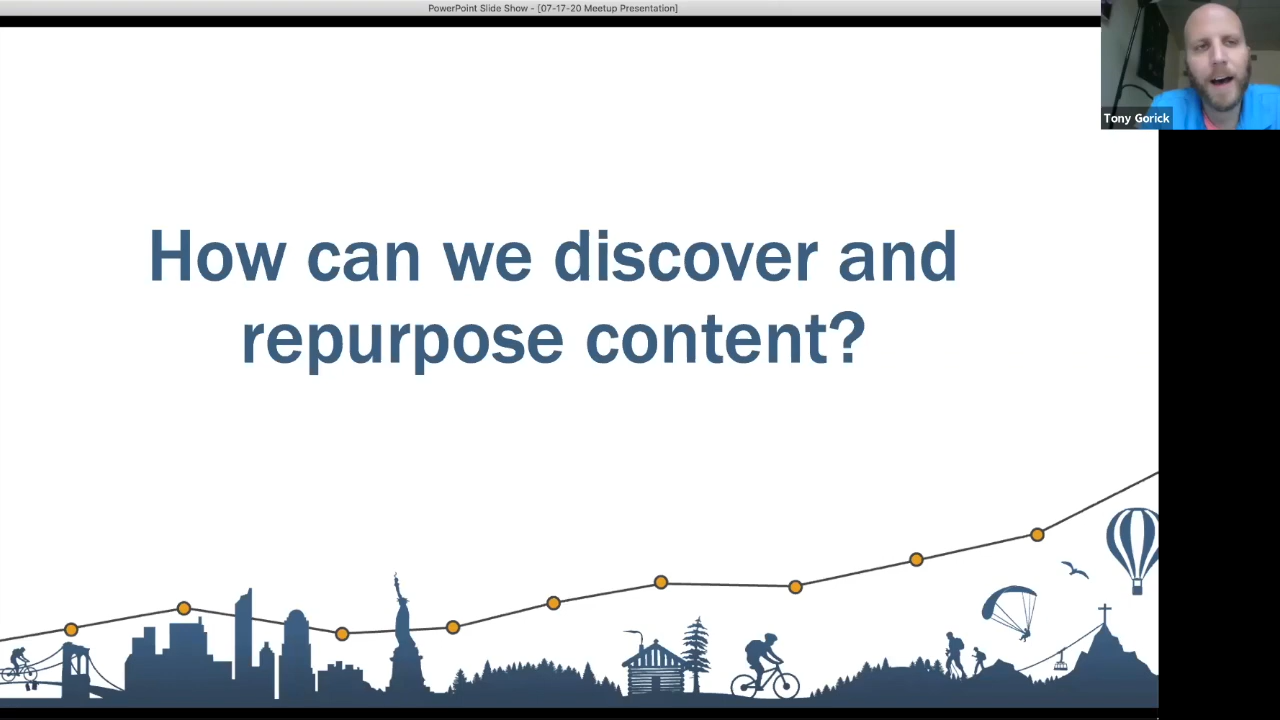 PowerPoint Slide Show - [07-17-20 Meetup Presentation]
Tony Gorick
How can we discover and
repurpose content?